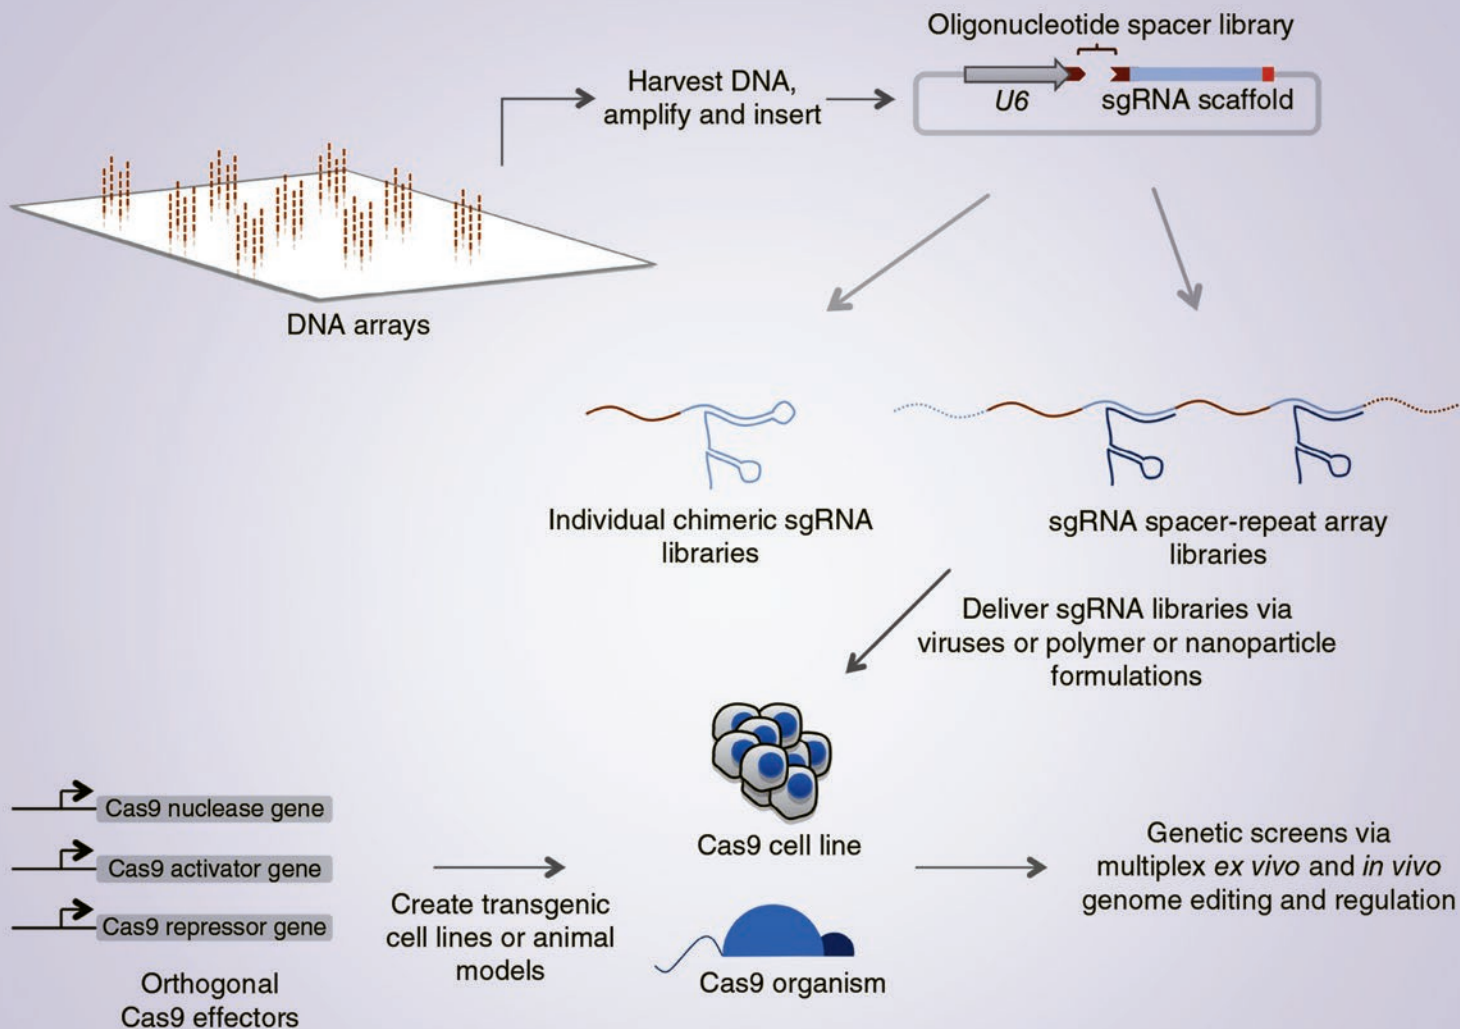 Oligonucleotide spacer library
Harvest DNA,
amplify and insert
U6
sgRNA scaffold
DNA arrays
Individual chimeric sgRNA
libraries
sgRNA spacer-repeat array
libraries
Deliver sgRNA libraries via
viruses or polymer or nanoparticle
formulations
Cas9 nuclease gene
Cas9 activator gene
Cas9 repressor gene
Orthogonal
Cas9 effectors
Create transgenic
cell lines or animal
models
Cas9 cell line
Cas9 organism
Genetic screens via
multiplex ex vivo and in vivo
genome editing and regulation